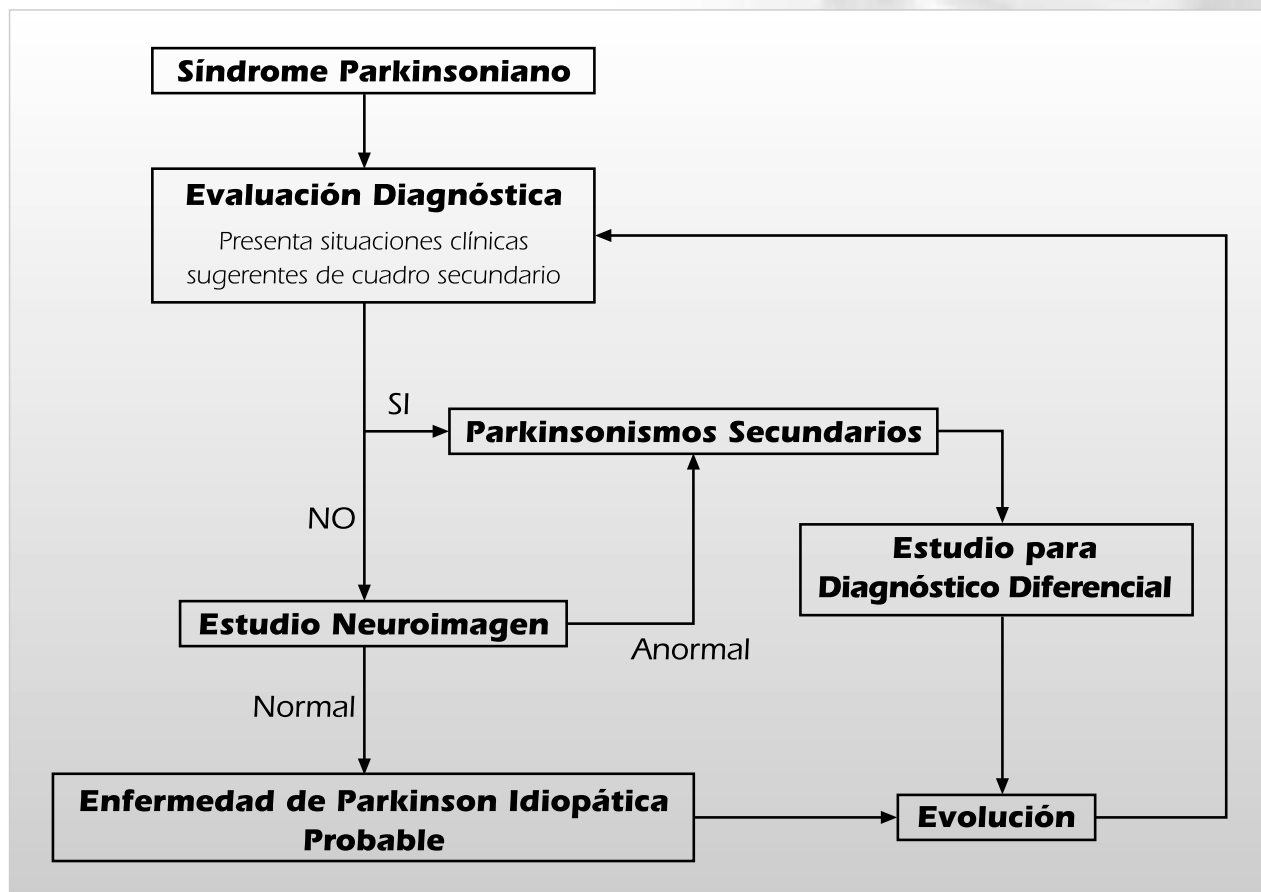 Síndrome Parkinsoniano
Evaluación Diagnóstica
Presenta situaciones clínicas
sugerentes de cuadro secundario
SI
Parkinsonismos Secundarios
NO
Estudio para
Diagnóstico Diferencial
Estudio Neuroimagen
Anormal
Normal
Enfermedad de Parkinson Idiopática
Probable
Evolución